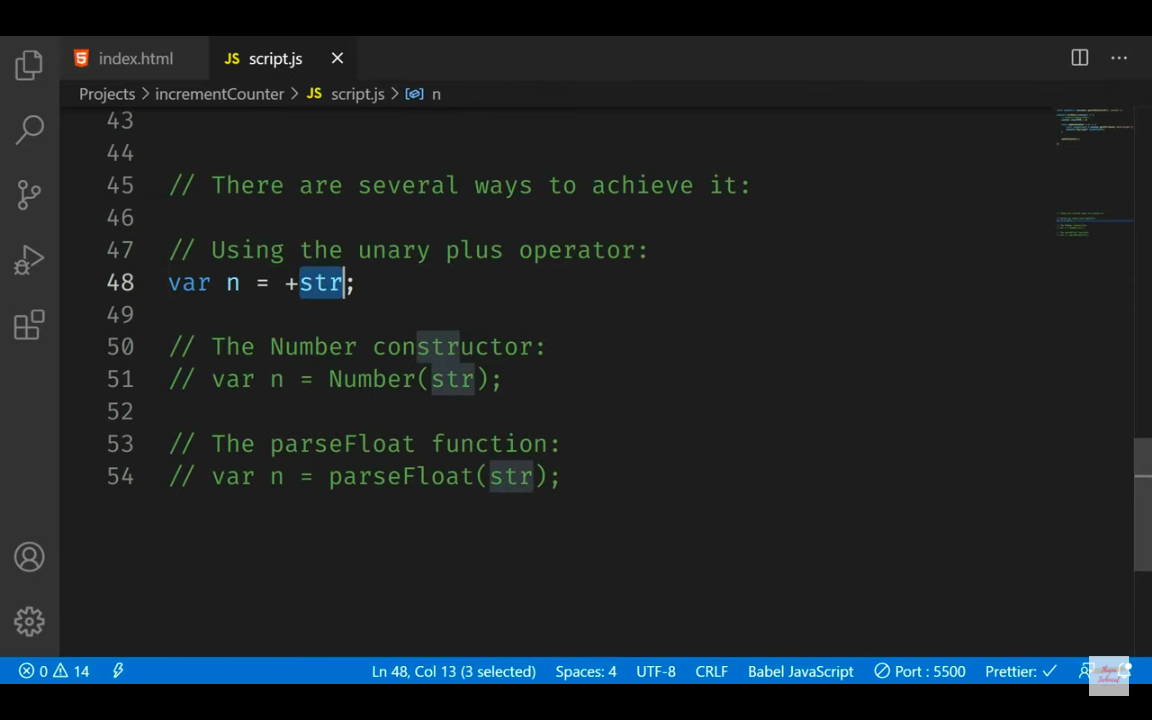 index.html
JS script.js
Projects > incrementCounter > JS script.js > n
43
44
45 // There are several ways to achieve it:
46
47 // Using the unary plus operator:
48 var n = +str;
49
50 // The Number constructor:
51 // var n = Number(str);
52
53 // The parseFloat function:
54 // var n = parseFloat(str);
0 14 Ln 48, Col 13 (3 selected) Spaces: 4 UTF-8 CRLF Babel JavaScript Port : 5500 Prettier: ✓